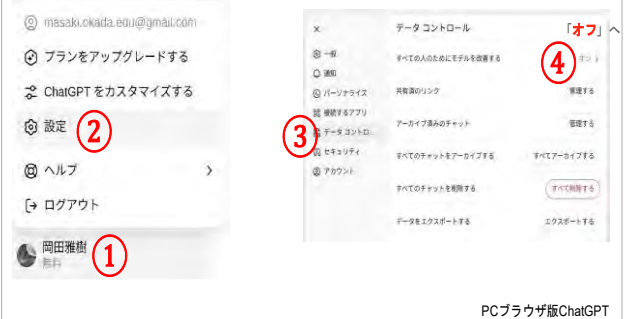 masaki.okada.edu@gmail.com
プランをアップグレードする
ChatGPT をカスタマイズする
設定
②
ヘルプ
ログアウト
岡田雅樹
無料
①
×
データ コントロール
「オフ」へ
一般
すべての人のためにモデルを改善する
④
オン
通知
パーソナライズ
共有済のリンク
管理する
接続するアプリ
アーカイブ済みのチャット
管理する
③
データ コントロ...
セキュリティ
すべてのチャットをアーカイブする
すべてアーカイブする
アカウント
すべてのチャットを削除する
すべて削除する
データをエクスポートする
エクスポートする
PCブラウザ版ChatGPT